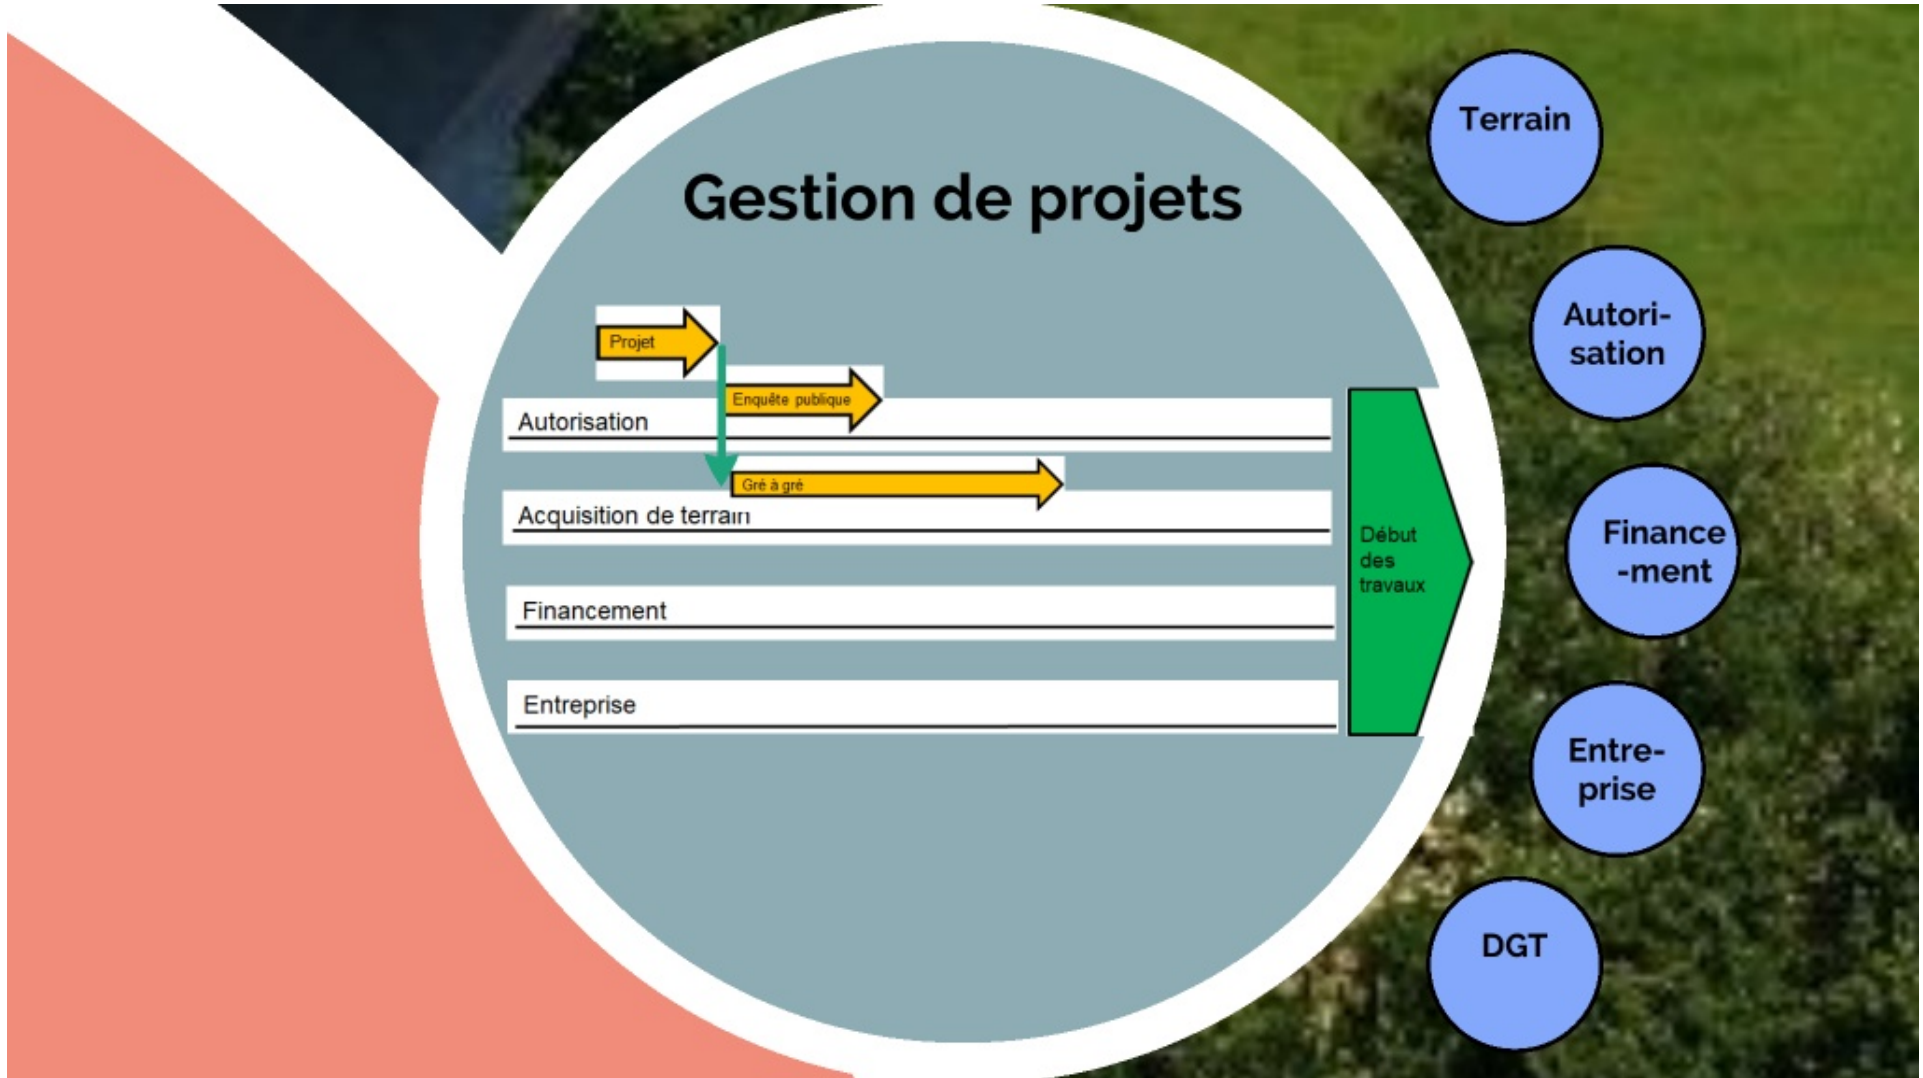 Gestion de projets
Projet
Enquête publique
Autorisation
Gré à gré
Acquisition de terrain
Financement
Entreprise
Début
des
travaux
Terrain
Autori-
sation
Finance
-ment
Entre-
prise
DGT